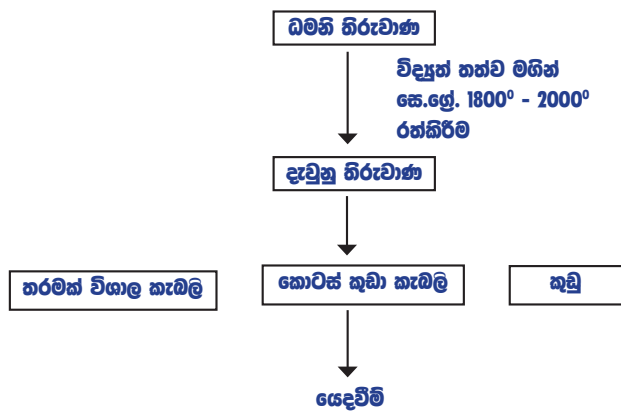 ධමනි තිරුවාණ
විද්‍යුත් තත්ව මගින්
සෙ.ග්‍රේ. 1800⁰ - 2000⁰
රත්කිරීම
දැවුනු තිරුවාණ
තරමක් විශාල කැබලි
කොටස් කුඩා කැබලි
කුඩු
යෙදවීම්